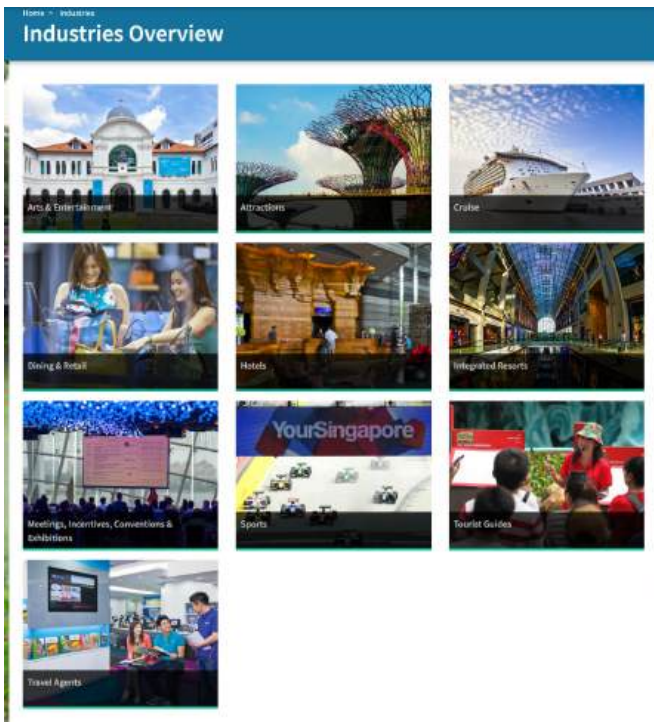 Home > Industries
Industries Overview
Arts & Entertainment
Attractions
Cruise
Dining & Retail
Hotels
Integrated Resorts
YourSingapore
Meetings, Incentives, Conventions &
Exhibitions
Sports
Tourist Guides
Travel Agents